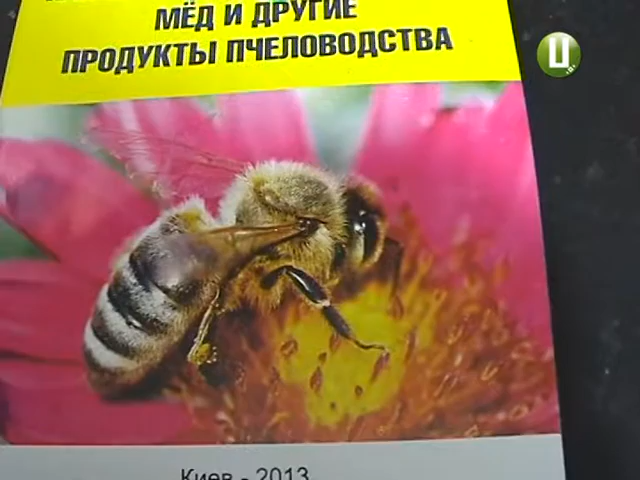 МЁД И ДРУГИЕ
ПРОДУКТЫ ПЧЕЛОВОДСТВА
Ц
Киев - 2013